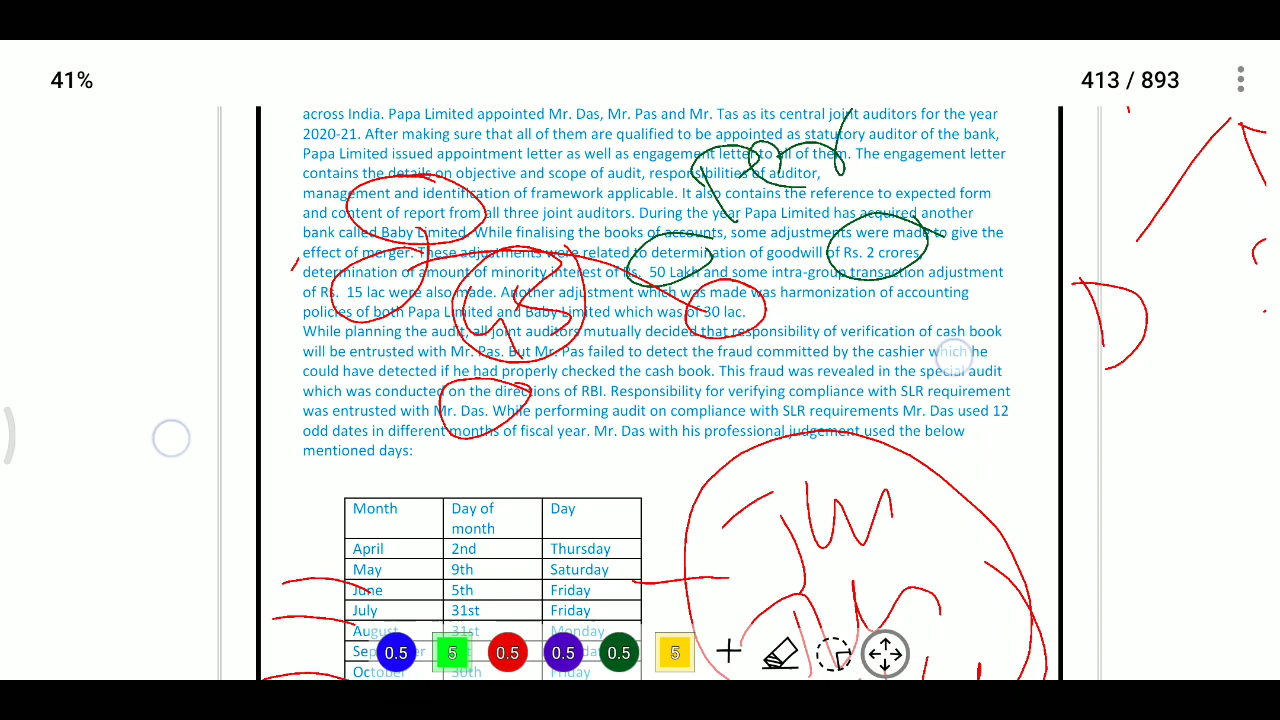 41%
413 / 893
across India. Papa Limited appointed Mr. Das, Mr. Pas and Mr. Tas as its central joint auditors for the year
2020-21. After making sure that all of them are qualified to be appointed as statutory auditor of the bank,
Papa Limited issued appointment letter as well as engagement letter to all of them. The engagement letter
contains the details on objective and scope of audit, responsibilities of auditor,
management and identification of framework applicable. It also contains the reference to expected form
and content of report from all three joint auditors. During the year Papa Limited has acquired another
bank called Baby Limited. While finalising the books of accounts, some adjustments were made to give the
effect of merger. These adjustments were related to determination of goodwill of Rs. 2 crores,
determination of amount of minority interest of Rs. 50 Lakh and some intra-group transaction adjustment
of Rs. 15 lac were also made. Another adjustment which was made was harmonization of accounting
policies of both Papa Limited and Baby Limited which was of 30 lac.
While planning the audit, all joint auditors mutually decided that responsibility of verification of cash book
will be entrusted with Mr. Pas. But Mr. Pas failed to detect the fraud committed by the cashier which he
could have detected if he had properly checked the cash book. This fraud was revealed in the special audit
which was conducted on the directions of RBI. Responsibility for verifying compliance with SLR requirement
was entrusted with Mr. Das. While performing audit on compliance with SLR requirements Mr. Das used 12
odd dates in different months of fiscal year. Mr. Das with his professional judgement used the below
mentioned days:
Month Day of month Day
April 2nd Thursday
May 9th Saturday
June 5th Friday
July 31st Friday
August 31st Monday
October 30th Friday
0.5 5 0.5 0.5 0.5 5